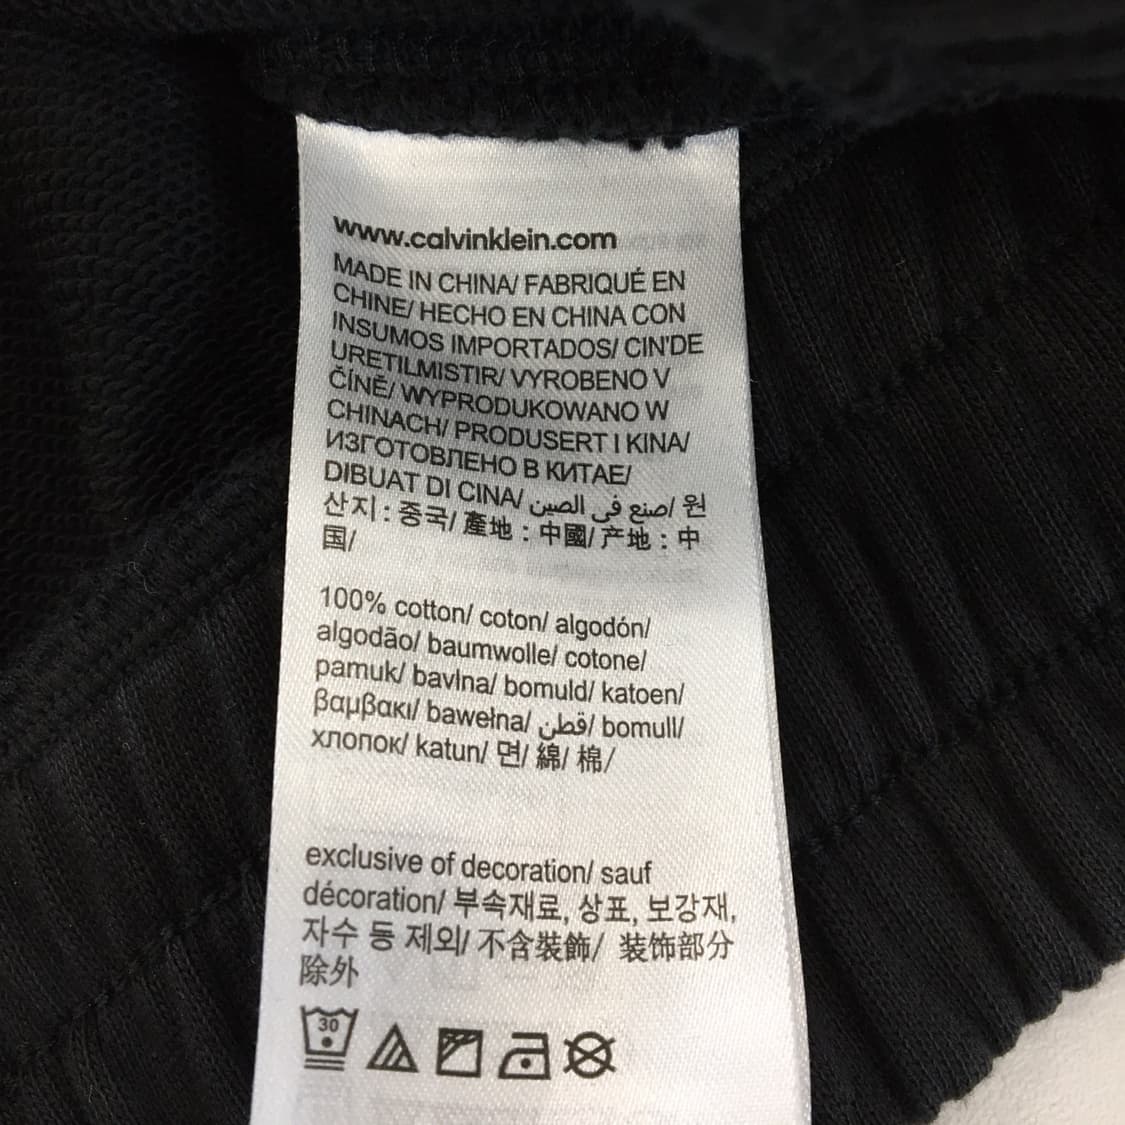 www.calvinklein.com
MADE IN CHINA/ FABRIQUÉ EN
CHINE/ HECHO EN CHINA CON
INSUMOS IMPORTADOS/ CIN'DE
URETILMISTIR/ VYROBENO V
ČÍNĚ/ WYPRODUKOWANO W
CHINACH/ PRODUSERT I KINA/
ИЗГОТОВЛЕНО В КИТАЕ/
DIBUAT DI CINA/ صنع في الصين/ 원
산지 : 중국/ 產地 : 中國/ 产地 : 中
国/
100% cotton/ coton/ algodón/
algodão/ baumwolle/ cotone/
pamuk/ bavlna/ bomuld/ katoen/
βαμβακι/ bawełna/ قطن/ bomull/
хлопок/ katun/ 면/ 綿/ 棉/
exclusive of decoration/ sauf
décoration/ 부속재료, 상표, 보강재,
자수 등 제외/ 不含裝飾/ 装饰部分
除外
30